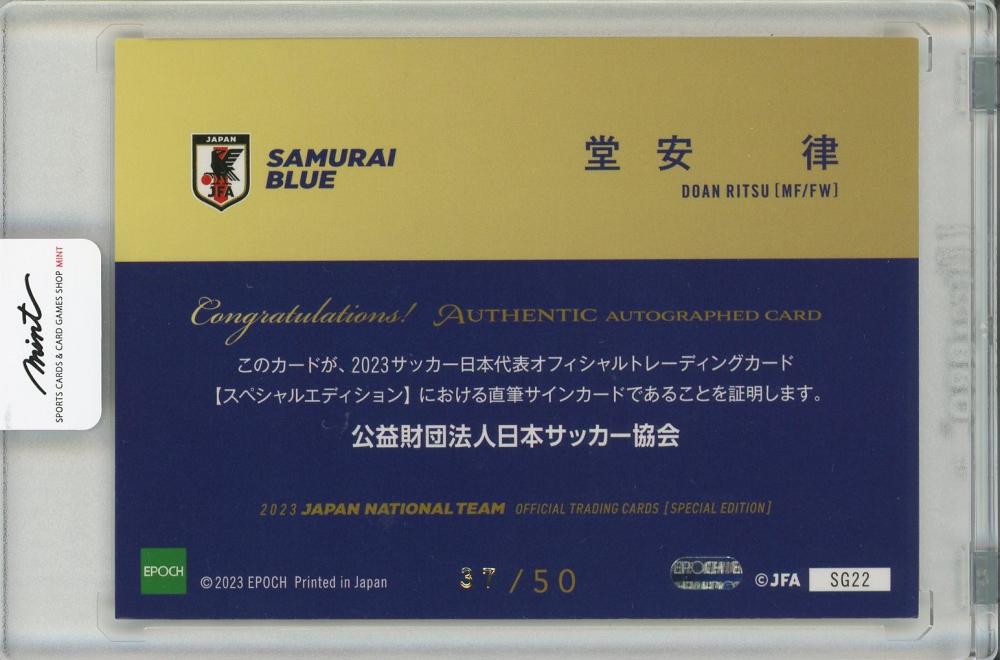 JAPAN
JFA
SAMURAI
BLUE
堂安 律
DOAN RITSU [MF/FW]
Congratulations! AUTHENTIC AUTOGRAPHED CARD
このカードが、2023サッカー日本代表オフィシャルトレーディングカード
【スペシャルエディション】における直筆サインカードであることを証明します。
公益財団法人日本サッカー協会
2023 JAPAN NATIONAL TEAM OFFICIAL TRADING CARDS [SPECIAL EDITION]
EPOCH
©2023 EPOCH Printed in Japan
37/50
©JFA
SG22
mint
SPORTS CARDS & CARD GAMES SHOP MINT